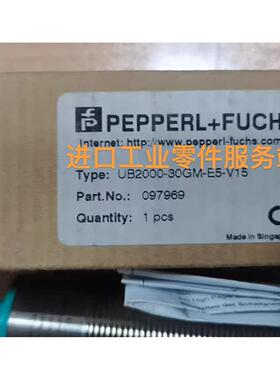 PEPPERL+FUCHS
Internet: http://www.pepperl-fuchs.com
进口工业零件服务站
Type: UB2000-30GM-E5-V15
Part.No.: 097969
Quantity: 1 pcs
Made in Singap